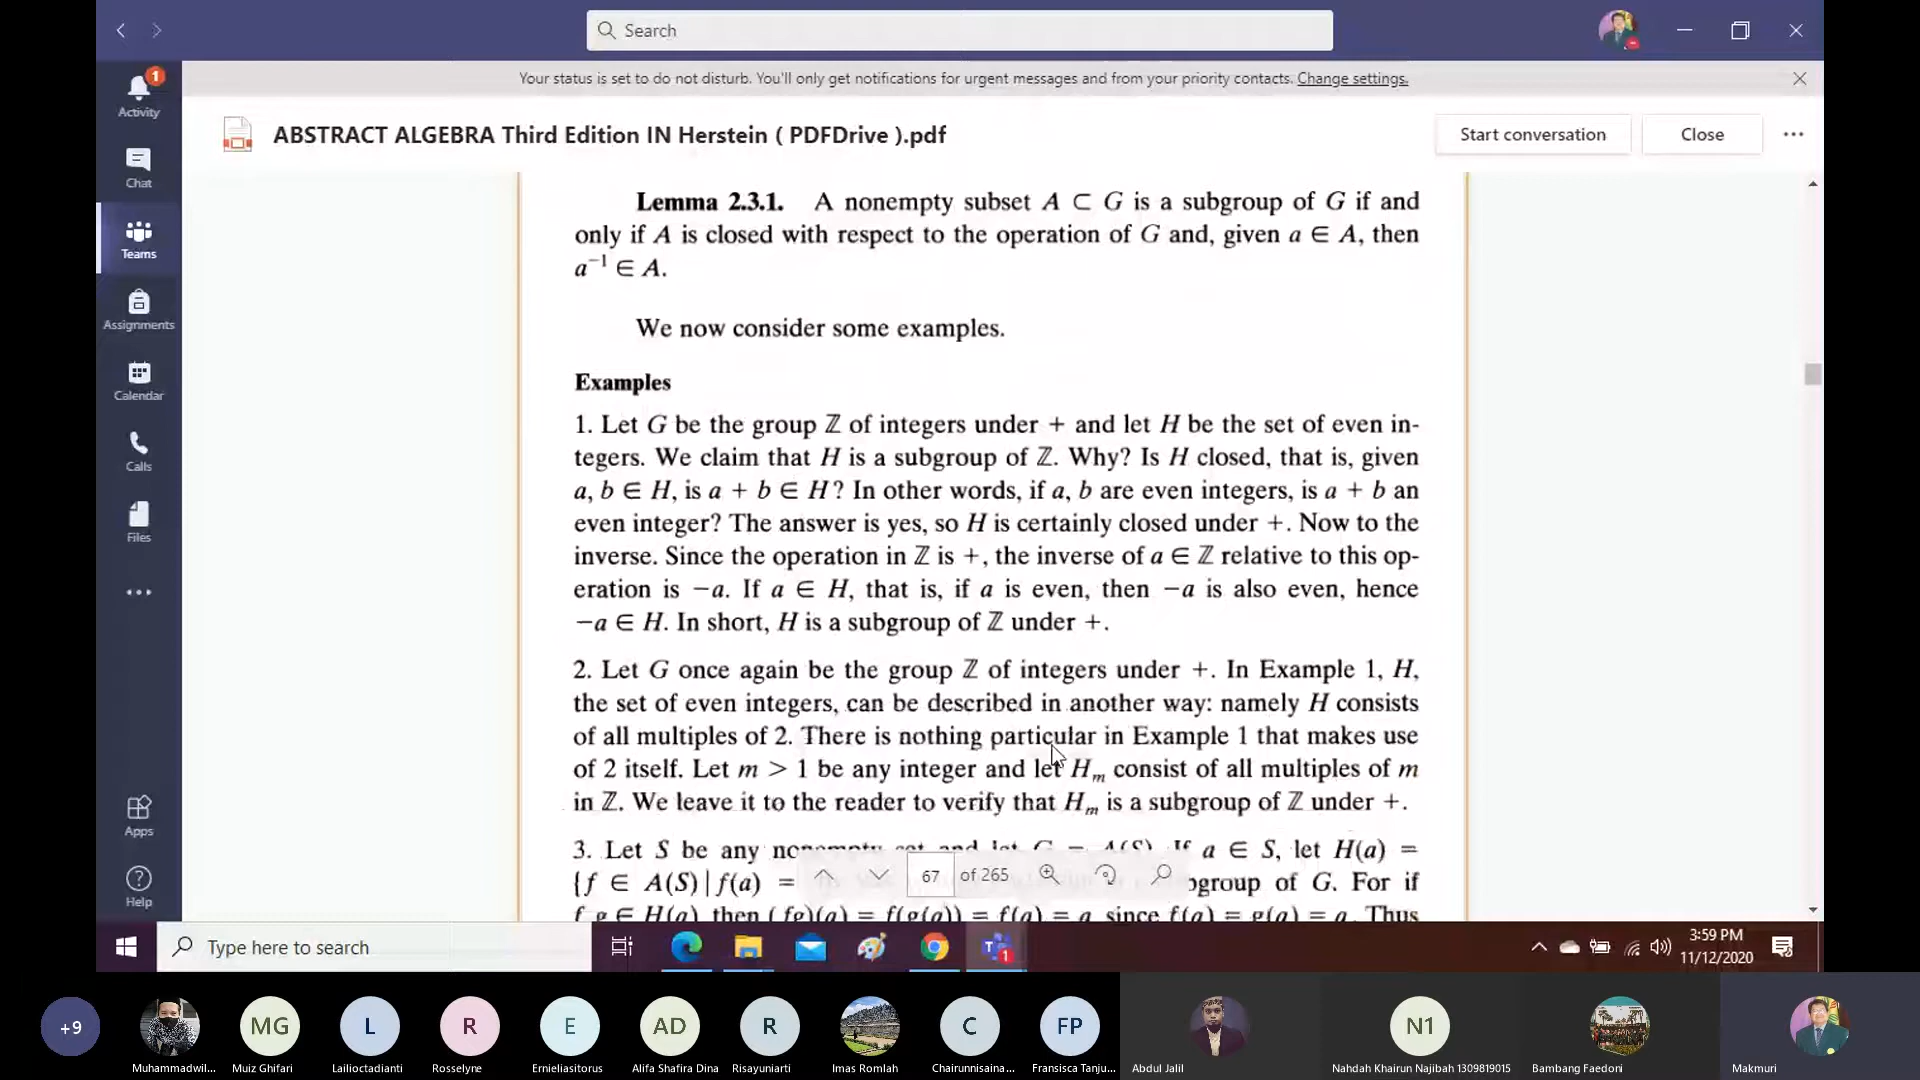 Search
Your status is set to do not disturb. You'll only get notifications for urgent messages and from your priority contacts. Change settings.
1
Activity
Chat
Teams
Assignments
Calendar
Calls
Files
Apps
Help
ABSTRACT ALGEBRA Third Edition IN Herstein ( PDFDrive ).pdf
Start conversation
Close
Lemma 2.3.1. A nonempty subset A ⊂ G is a subgroup of G if and
only if A is closed with respect to the operation of G and, given a ∈ A, then
a⁻¹ ∈ A.
We now consider some examples.
Examples
1. Let G be the group ℤ of integers under + and let H be the set of even in-
tegers. We claim that H is a subgroup of ℤ. Why? Is H closed, that is, given
a, b ∈ H, is a + b ∈ H? In other words, if a, b are even integers, is a + b an
even integer? The answer is yes, so H is certainly closed under +. Now to the
inverse. Since the operation in ℤ is +, the inverse of a ∈ ℤ relative to this op-
eration is −a. If a ∈ H, that is, if a is even, then −a is also even, hence
−a ∈ H. In short, H is a subgroup of ℤ under +.
2. Let G once again be the group ℤ of integers under +. In Example 1, H,
the set of even integers, can be described in another way: namely H consists
of all multiples of 2. There is nothing particular in Example 1 that makes use
of 2 itself. Let m > 1 be any integer and let Hₘ consist of all multiples of m
in ℤ. We leave it to the reader to verify that Hₘ is a subgroup of ℤ under +.
3. Let S be any nonempty set and let G = A(S). If a ∈ S, let H(a) =
{f ∈ A(S) | f(a) = group of G. For if
f, g ∈ H(a), then (fg)(a) = f(g(a)) = f(a) = a, since f(a) = g(a) = a. Thus
67 of 265
Type here to search
1
3:59 PM
11/12/2020
+9
MG
L
R
E
AD
R
C
FP
N1
Muhammadwil...
Muiz Ghifari
Lailioctadianti
Rosselyne
Ernieliasitorus
Alifa Shafira Dina
Risayuniarti
Imas Romlah
Chairunnisaina...
Fransisca Tanju...
Abdul Jalil
Nahdah Khairun Najibah 1309819015
Bambang Faedoni
Makmuri